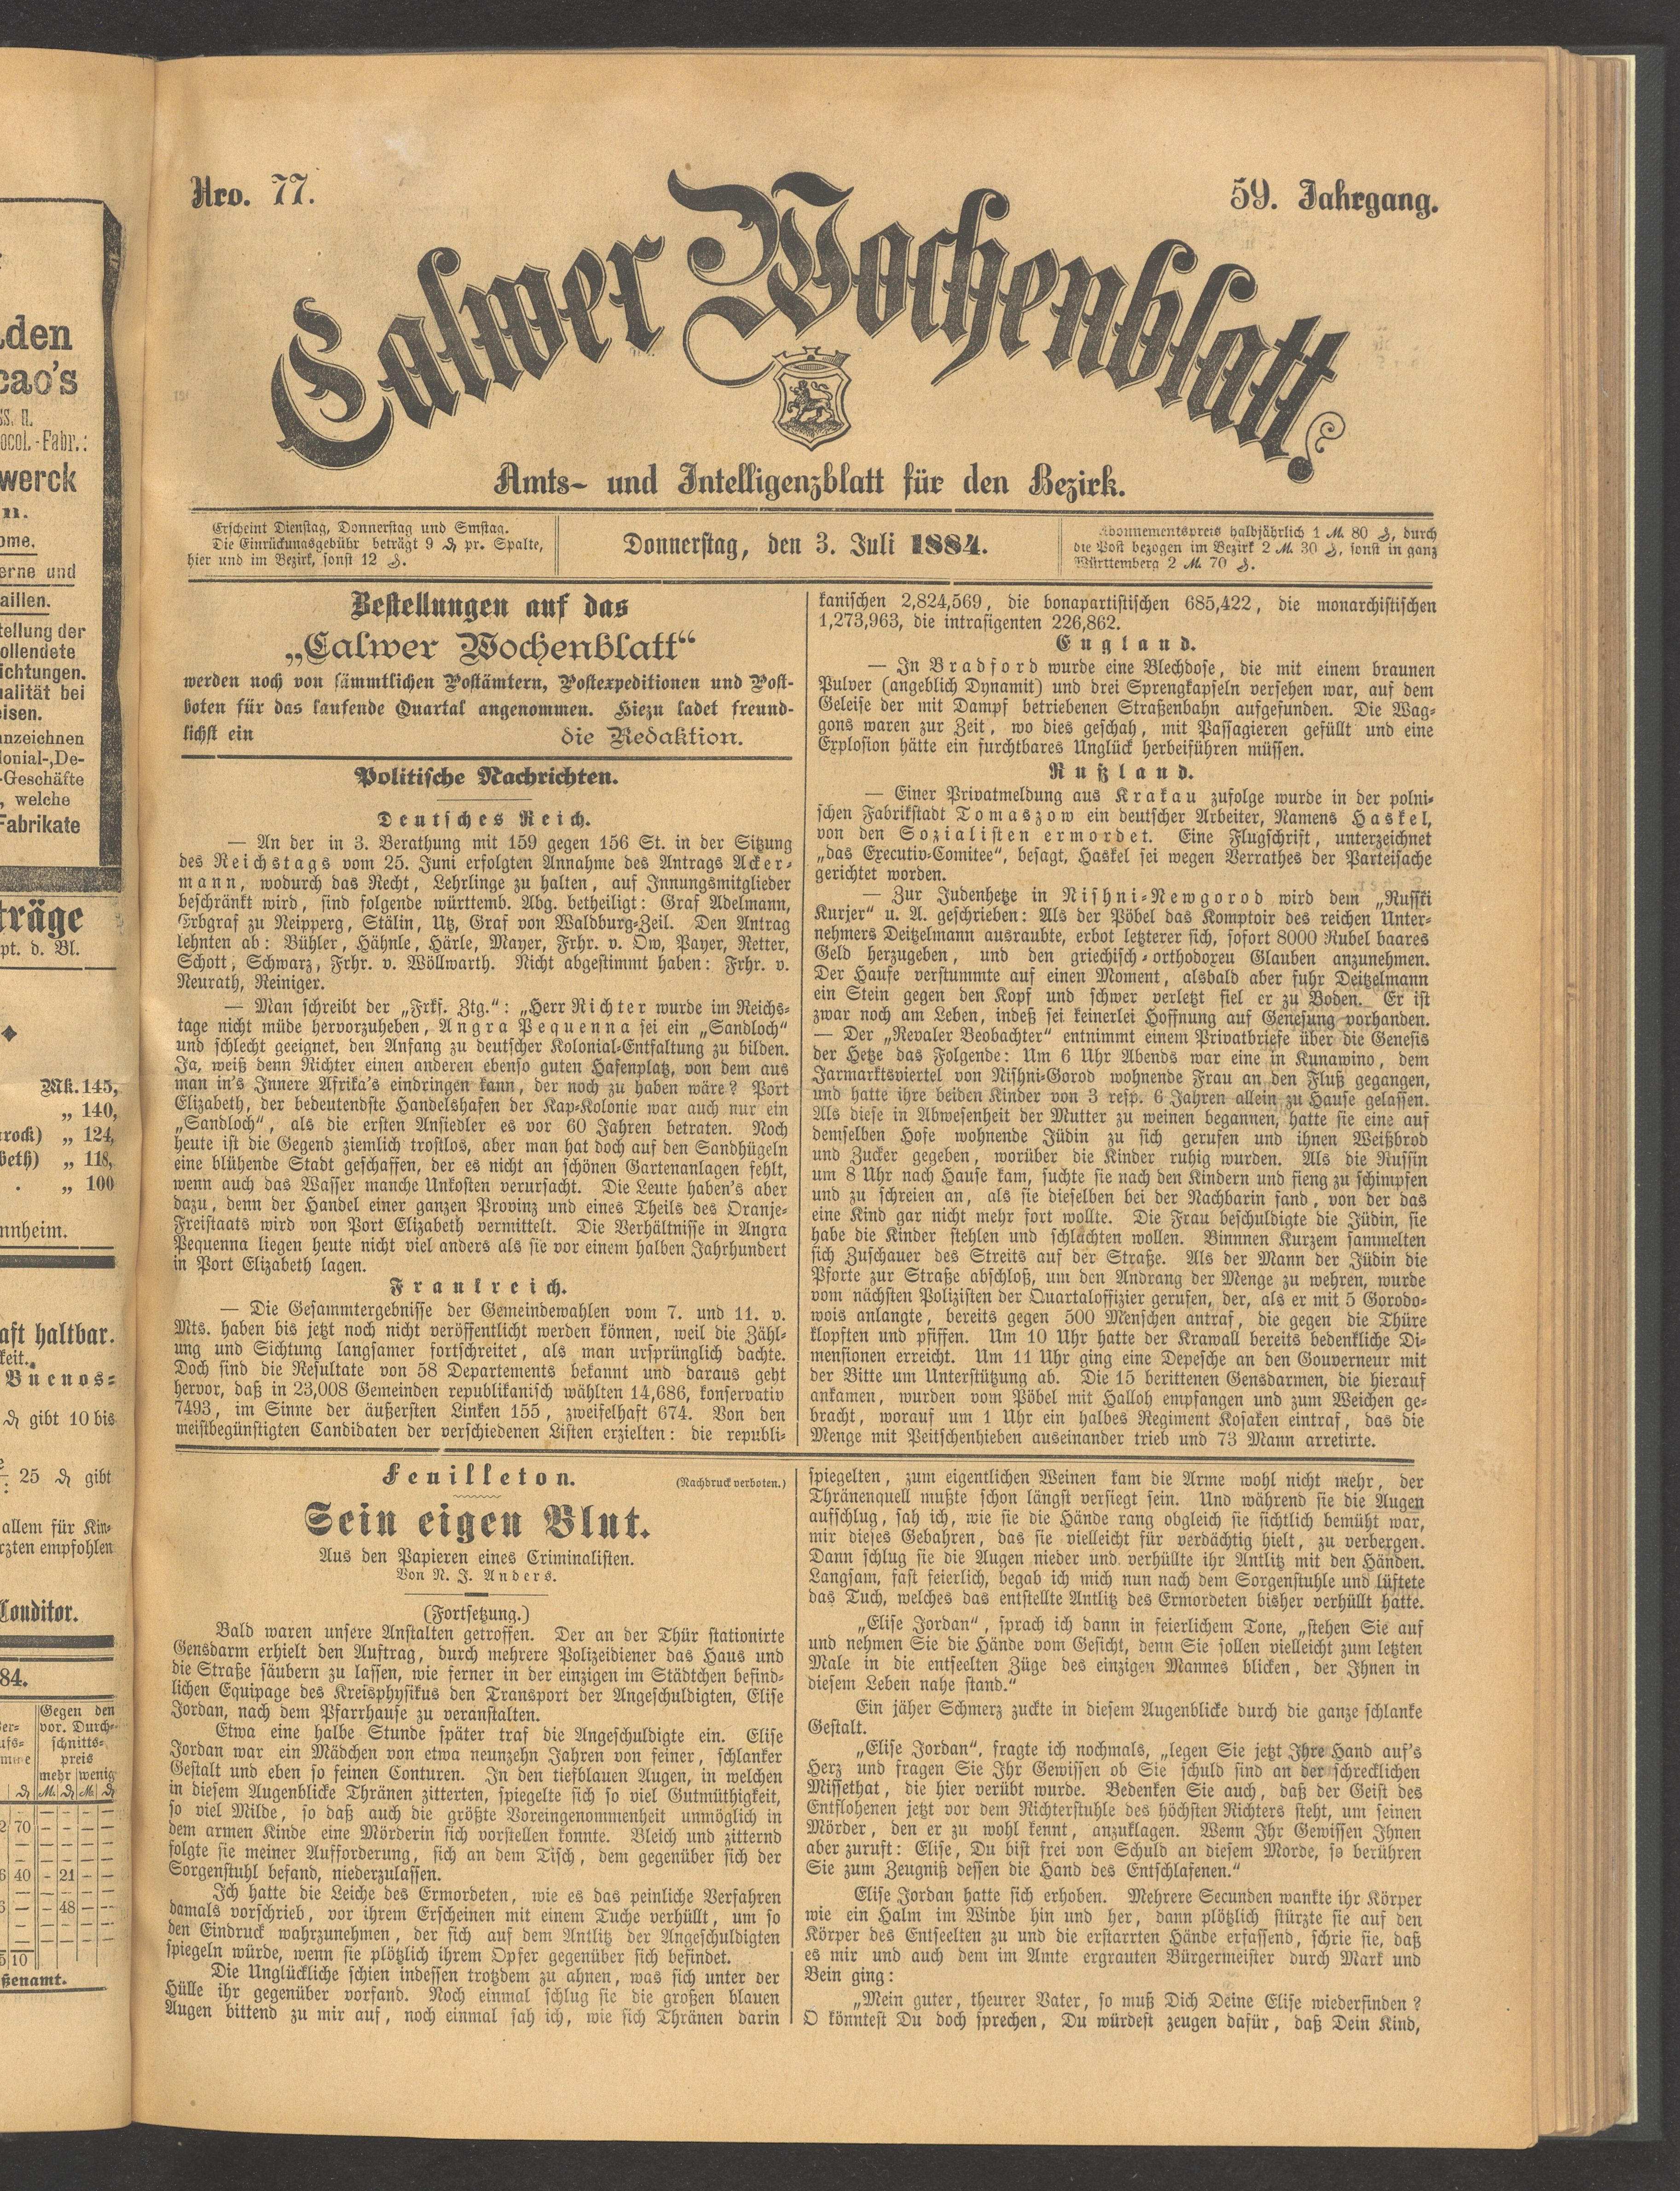 lden
cao's
ss. u.
ocol.-Fabr.:
werck
n.
ome.
erne und
aillen.
tellung der
ollendete
ichtungen.
ualität bei
eisen.
nnzeichnen
lonial-,De-
-Geschäfte
, welche
Fabrikate
träge
pt. d. Bl.
Mk. 145,
„ 140,
rock) „ 124,
beth) „ 118,
. „ 100
nnheim.
aft haltbar.
keit.
Buenos=
₰ gibt 10 bis
25 ₰ gibt
allem für Kin=
rzten empfohlen
Conditor.
84.
Gegen den
vor. Durch=
schnitts=
preis
mehr wenig
ßenamt.
Nro. 77.
59. Jahrgang.
Calwer Wochenblatt.
Amts- und Intelligenzblatt für den Bezirk.
Erscheint Dienstag, Donnerstag und Smstag.
Die Einrückungsgebühr beträgt 9 ₰ pr. Spalte,
hier und im Bezirk, sonst 12 ₰.
Donnerstag, den 3. Juli 1884.
Abonnementspreis halbjährlich 1 M. 80 ₰, durch
die Post bezogen im Bezirk 2 M. 30 ₰, sonst in ganz
Württemberg 2 M. 70 ₰.
Bestellungen auf das
„Calwer Wochenblatt“
werden noch von sämmtlichen Postämtern, Postexpeditionen und Post-
boten für das laufende Quartal angenommen. Hiezu ladet freund-
lichst ein die Redaktion.
Politische Nachrichten.
Deutsches Reich.
— An der in 3. Berathung mit 159 gegen 156 St. in der Sitzung
des Reichstags vom 25. Juni erfolgten Annahme des Antrags Acker=
mann, wodurch das Recht, Lehrlinge zu halten, auf Innungsmitglieder
beschränkt wird, sind folgende württemb. Abg. betheiligt: Graf Adelmann,
Erbgraf zu Neipperg, Stälin, Utz, Graf von Waldburg-Zeil. Den Antrag
lehnten ab: Bühler, Hähnle, Härle, Mayer, Frhr. v. Ow, Payer, Retter,
Schott, Schwarz, Frhr. v. Wöllwarth. Nicht abgestimmt haben: Frhr. v.
Neurath, Reiniger.
— Man schreibt der „Frkf. Ztg.“: „Herr Richter wurde im Reichs=
tage nicht müde hervorzuheben, Angra Pequenna sei ein „Sandloch“
und schlecht geeignet, den Anfang zu deutscher Kolonial-Entfaltung zu bilden.
Ja, weiß denn Richter einen anderen ebenso guten Hafenplatz, von dem aus
man in's Innere Afrika's eindringen kann, der noch zu haben wäre? Port
Elizabeth, der bedeutendste Handelshafen der Kap-Kolonie war auch nur ein
„Sandloch“, als die ersten Ansiedler es vor 60 Jahren betraten. Noch
heute ist die Gegend ziemlich trostlos, aber man hat doch auf den Sandhügeln
eine blühende Stadt geschaffen, der es nicht an schönen Gartenanlagen fehlt,
wenn auch das Wasser manche Unkosten verursacht. Die Leute haben's aber
dazu, denn der Handel einer ganzen Provinz und eines Theils des Oranje=
Freistaats wird von Port Elizabeth vermittelt. Die Verhältnisse in Angra
Pequenna liegen heute nicht viel anders als sie vor einem halben Jahrhundert
in Port Elizabeth lagen.
Frankreich.
— Die Gesammtergebnisse der Gemeindewahlen vom 7. und 11. v.
Mts. haben bis jetzt noch nicht veröffentlicht werden können, weil die Zähl=
ung und Sichtung langsamer fortschreitet, als man ursprünglich dachte.
Doch sind die Resultate von 58 Departements bekannt und daraus geht
hervor, daß in 23,008 Gemeinden republikanisch wählten 14,686, konservativ
7493, im Sinne der äußersten Linken 155, zweifelhaft 674. Von den
meistbegünstigten Candidaten der verschiedenen Listen erzielten: die republi=
kanischen 2,824,569, die bonapartistischen 685,422, die monarchistischen
1,273,963, die intrasigenten 226,862.
England.
— In Bradford wurde eine Blechdose, die mit einem braunen
Pulver (angeblich Dynamit) und drei Sprengkapseln versehen war, auf dem
Geleise der mit Dampf betriebenen Straßenbahn aufgefunden. Die Wag=
gons waren zur Zeit, wo dies geschah, mit Passagieren gefüllt und eine
Explosion hätte ein furchtbares Unglück herbeiführen müssen.
Rußland.
— Einer Privatmeldung aus Krakau zufolge wurde in der polni=
schen Fabrikstadt Tomaszow ein deutscher Arbeiter, Namens Haskel,
von den Sozialisten ermordet. Eine Flugschrift, unterzeichnet
„das Executiv-Comitee“, besagt, Haskel sei wegen Verrathes der Parteisache
gerichtet worden.
— Zur Judenhetze in Nishni-Newgorod wird dem „Russki
Kurjer“ u. A. geschrieben: Als der Pöbel das Komptoir des reichen Unter=
nehmers Deitzelmann ausraubte, erbot letzterer sich, sofort 8000 Rubel baares
Geld herzugeben, und den griechisch-orthodoxeu Glauben anzunehmen.
Der Haufe verstummte auf einen Moment, alsbald aber fuhr Deitzelmann
ein Stein gegen den Kopf und schwer verletzt fiel er zu Boden. Er ist
zwar noch am Leben, indeß sei keinerlei Hoffnung auf Genesung vorhanden.
— Der „Revaler Beobachter“ entnimmt einem Privatbriefe über die Genesis
der Hetze das Folgende: Um 6 Uhr Abends war eine in Kunawino, dem
Jarmarktsviertel von Nishni-Gorod wohnende Frau an den Fluß gegangen,
und hatte ihre beiden Kinder von 3 resp. 6 Jahren allein zu Hause gelassen.
Als diese in Abwesenheit der Mutter zu weinen begannen, hatte sie eine auf
demselben Hofe wohnende Jüdin zu sich gerufen und ihnen Weißbrod
und Zucker gegeben, worüber die Kinder ruhig wurden. Als die Russin
um 8 Uhr nach Hause kam, suchte sie nach den Kindern und fieng zu schimpfen
und zu schreien an, als sie dieselben bei der Nachbarin fand, von der das
eine Kind gar nicht mehr fort wollte. Die Frau beschuldigte die Jüdin, sie
habe die Kinder stehlen und schlachten wollen. Binnnen Kurzem sammelten
sich Zuschauer des Streits auf der Straße. Als der Mann der Jüdin die
Pforte zur Straße abschloß, um den Andrang der Menge zu wehren, wurde
vom nächsten Polizisten der Quartaloffizier gerufen, der, als er mit 5 Gorodo=
wois anlangte, bereits gegen 500 Menschen antraf, die gegen die Thüre
klopften und pfiffen. Um 10 Uhr hatte der Krawall bereits bedenkliche Di=
mensionen erreicht. Um 11 Uhr ging eine Depesche an den Gouverneur mit
der Bitte um Unterstützung ab. Die 15 berittenen Gensdarmen, die hierauf
ankamen, wurden vom Pöbel mit Halloh empfangen und zum Weichen ge=
bracht, worauf um 1 Uhr ein halbes Regiment Kosaken eintraf, das die
Menge mit Peitschenhieben auseinander trieb und 73 Mann arretirte.
Feuilleton.
(Nachdruck verboten.)
Sein eigen Blut.
Aus den Papieren eines Criminalisten.
Von N. J. Anders.
(Fortsetzung.)
Bald waren unsere Anstalten getroffen. Der an der Thür stationirte
Gensdarm erhielt den Auftrag, durch mehrere Polizeidiener das Haus und
die Straße säubern zu lassen, wie ferner in der einzigen im Städtchen befind=
lichen Equipage des Kreisphysikus den Transport der Angeschuldigten, Elise
Jordan, nach dem Pfarrhause zu veranstalten.
Etwa eine halbe Stunde später traf die Angeschuldigte ein. Elise
Jordan war ein Mädchen von etwa neunzehn Jahren von feiner, schlanker
Gestalt und eben so feinen Conturen. In den tiefblauen Augen, in welchen
in diesem Augenblicke Thränen zitterten, spiegelte sich so viel Gutmüthigkeit,
so viel Milde, so daß auch die größte Voreingenommenheit unmöglich in
dem armen Kinde eine Mörderin sich vorstellen konnte. Bleich und zitternd
folgte sie meiner Aufforderung, sich an dem Tisch, dem gegenüber sich der
Sorgenstuhl befand, niederzulassen.
Ich hatte die Leiche des Ermordeten, wie es das peinliche Verfahren
damals vorschrieb, vor ihrem Erscheinen mit einem Tuche verhüllt, um so
den Eindruck wahrzunehmen, der sich auf dem Antlitz der Angeschuldigten
spiegeln würde, wenn sie plötzlich ihrem Opfer gegenüber sich befindet.
Die Unglückliche schien indessen trotzdem zu ahnen, was sich unter der
Hülle ihr gegenüber vorfand. Noch einmal schlug sie die großen blauen
Augen bittend zu mir auf, noch einmal sah ich, wie sich Thränen darin
spiegelten, zum eigentlichen Weinen kam die Arme wohl nicht mehr, der
Thränenquell mußte schon längst versiegt sein. Und während sie die Augen
aufschlug, sah ich, wie sie die Hände rang obgleich sie sichtlich bemüht war,
mir dieses Gebahren, das sie vielleicht für verdächtig hielt, zu verbergen.
Dann schlug sie die Augen nieder und verhüllte ihr Antlitz mit den Händen.
Langsam, fast feierlich, begab ich mich nun nach dem Sorgenstuhle und lüftete
das Tuch, welches das entstellte Antlitz des Ermordeten bisher verhüllt hatte.
„Elise Jordan“, sprach ich dann in feierlichem Tone, „stehen Sie auf
und nehmen Sie die Hände vom Gesicht, denn Sie sollen vielleicht zum letzten
Male in die entseelten Züge des einzigen Mannes blicken, der Ihnen in
diesem Leben nahe stand.“
Ein jäher Schmerz zuckte in diesem Augenblicke durch die ganze schlanke
Gestalt.
„Elise Jordan“, fragte ich nochmals, „legen Sie jetzt Ihre Hand auf's
Herz und fragen Sie Ihr Gewissen ob Sie schuld sind an der schrecklichen
Missethat, die hier verübt wurde. Bedenken Sie auch, daß der Geist des
Entflohenen jetzt vor dem Richterstuhle des höchsten Richters steht, um seinen
Mörder, den er zu wohl kennt, anzuklagen. Wenn Ihr Gewissen Ihnen
aber zuruft: Elise, Du bist frei von Schuld an diesem Morde, so berühren
Sie zum Zeugniß dessen die Hand des Entschlafenen.“
Elise Jordan hatte sich erhoben. Mehrere Secunden wankte ihr Körper
wie ein Halm im Winde hin und her, dann plötzlich stürzte sie auf den
Körper des Entseelten zu und die erstarrten Hände erfassend, schrie sie, daß
es mir und auch dem im Amte ergrauten Bürgermeister durch Mark und
Bein ging:
„Mein guter, theurer Vater, so muß Dich Deine Elise wiederfinden?
O könntest Du doch sprechen, Du würdest zeugen dafür, daß Dein Kind,